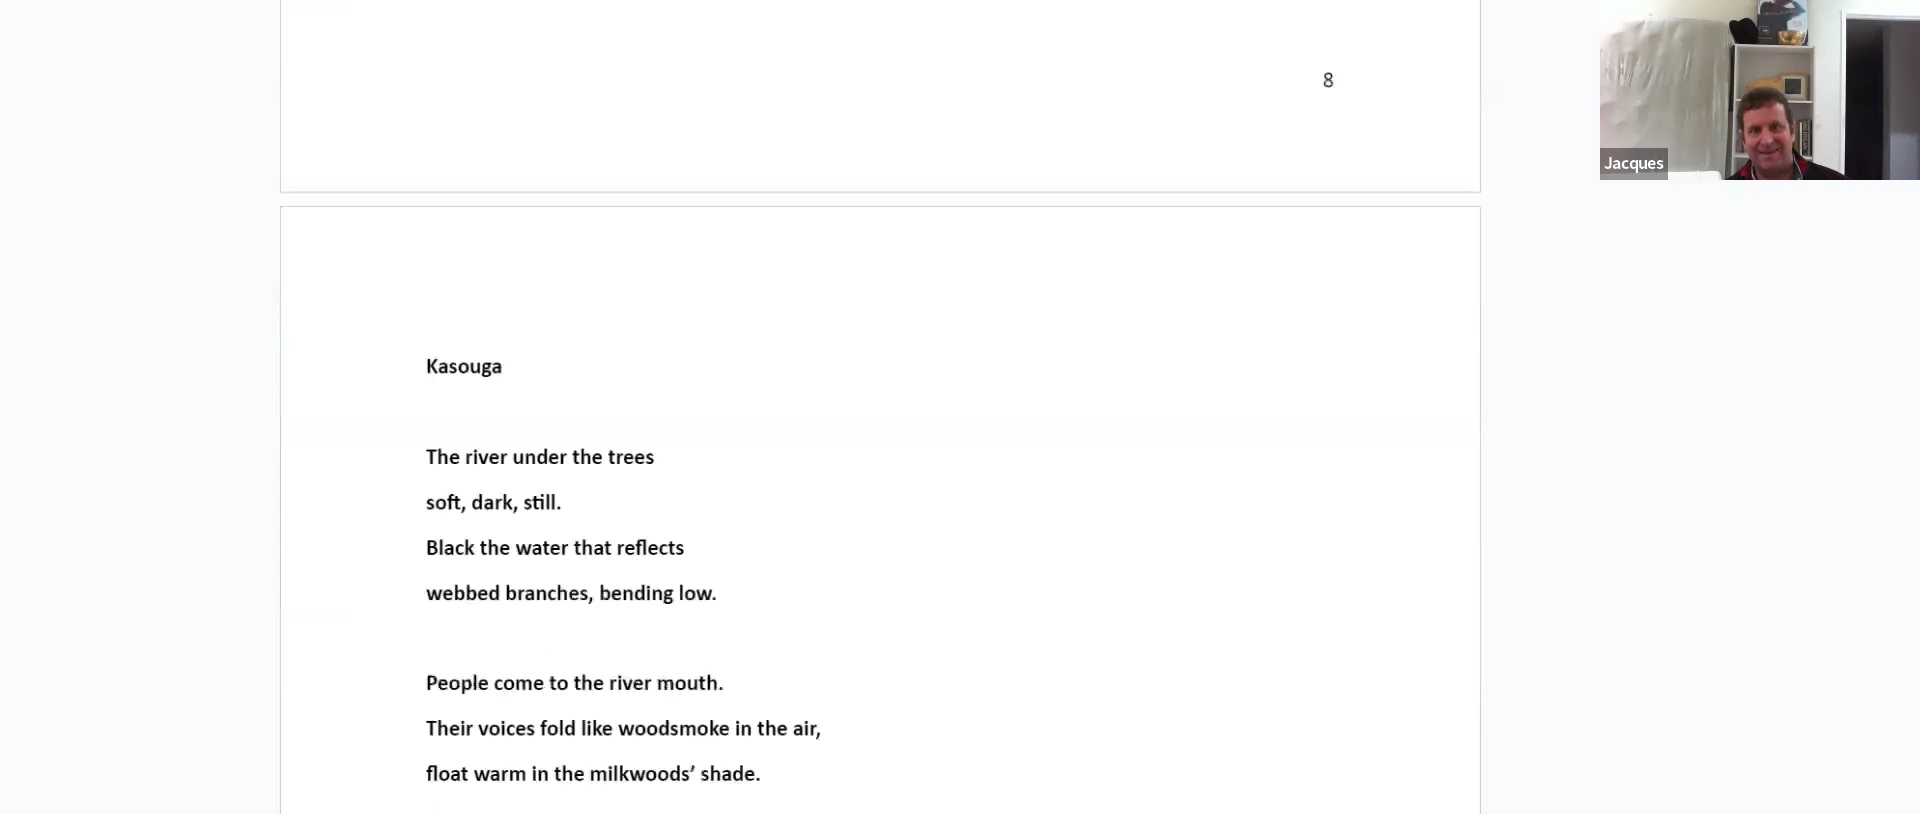 8
Jacques
Kasouga
The river under the trees
soft, dark, still.
Black the water that reflects
webbed branches, bending low.
People come to the river mouth.
Their voices fold like woodsmoke in the air,
float warm in the milkwoods’ shade.